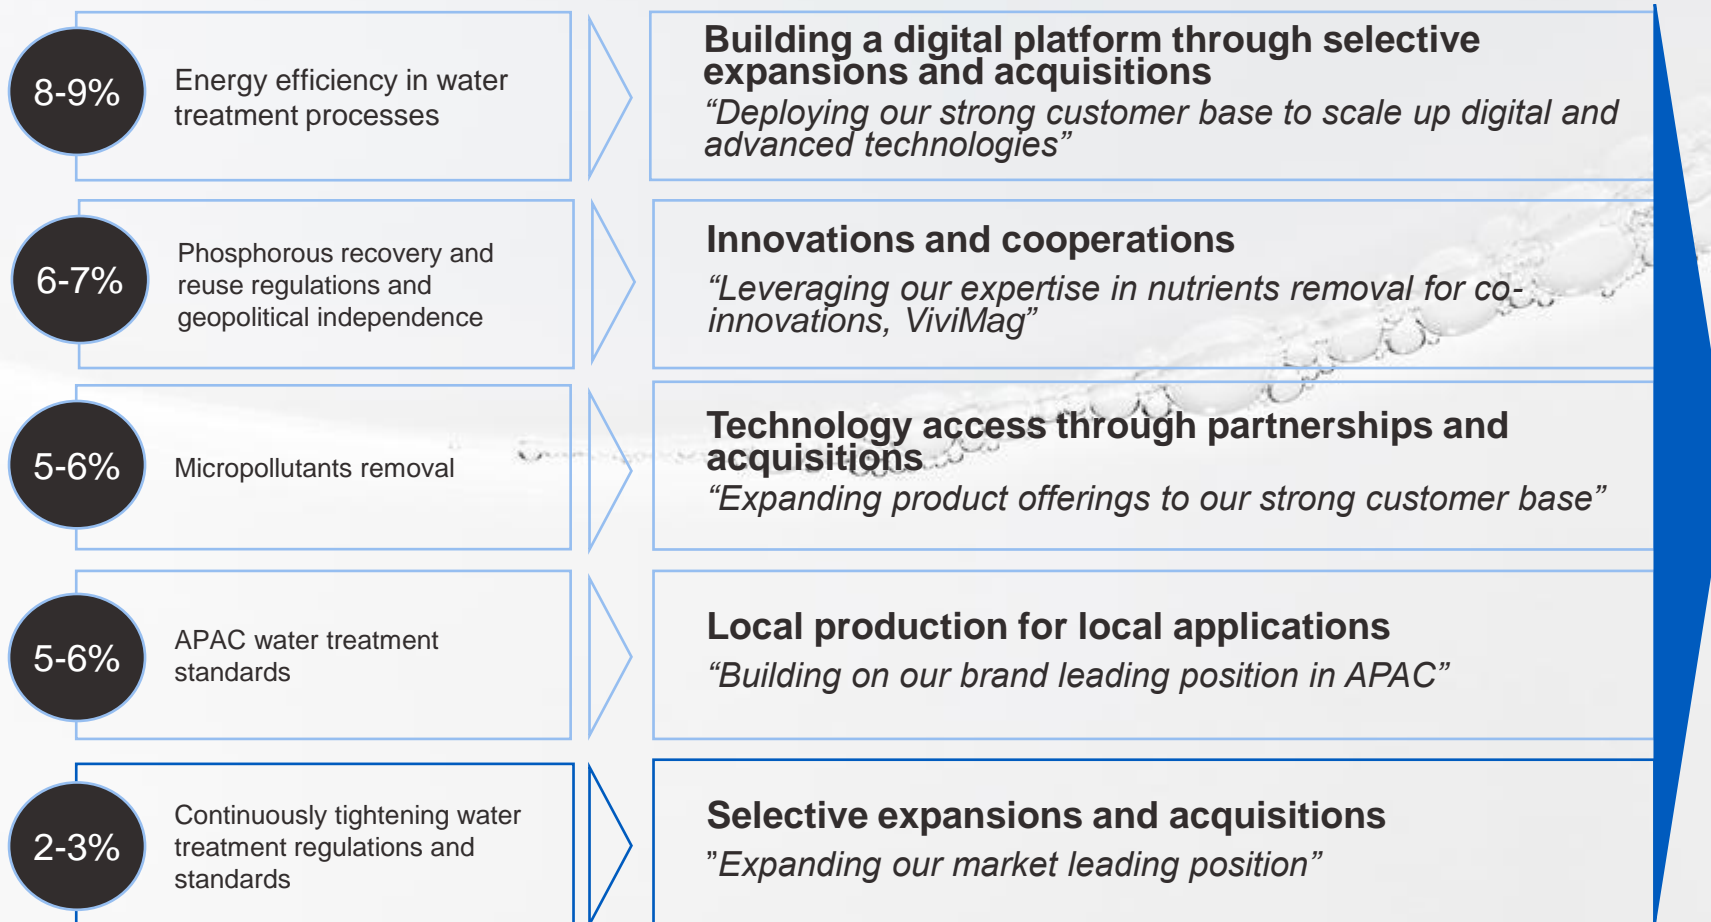 8-9%
Energy efficiency in water
treatment processes
Building a digital platform through selective
expansions and acquisitions
“Deploying our strong customer base to scale up digital and
advanced technologies”
6-7%
Phosphorous recovery and
reuse regulations and
geopolitical independence
Innovations and cooperations
“Leveraging our expertise in nutrients removal for co-
innovations, ViviMag”
5-6%
Micropollutants removal
Technology access through partnerships and
acquisitions
“Expanding product offerings to our strong customer base”
5-6%
APAC water treatment
standards
Local production for local applications
“Building on our brand leading position in APAC”
2-3%
Continuously tightening water
treatment regulations and
standards
Selective expansions and acquisitions
”Expanding our market leading position”